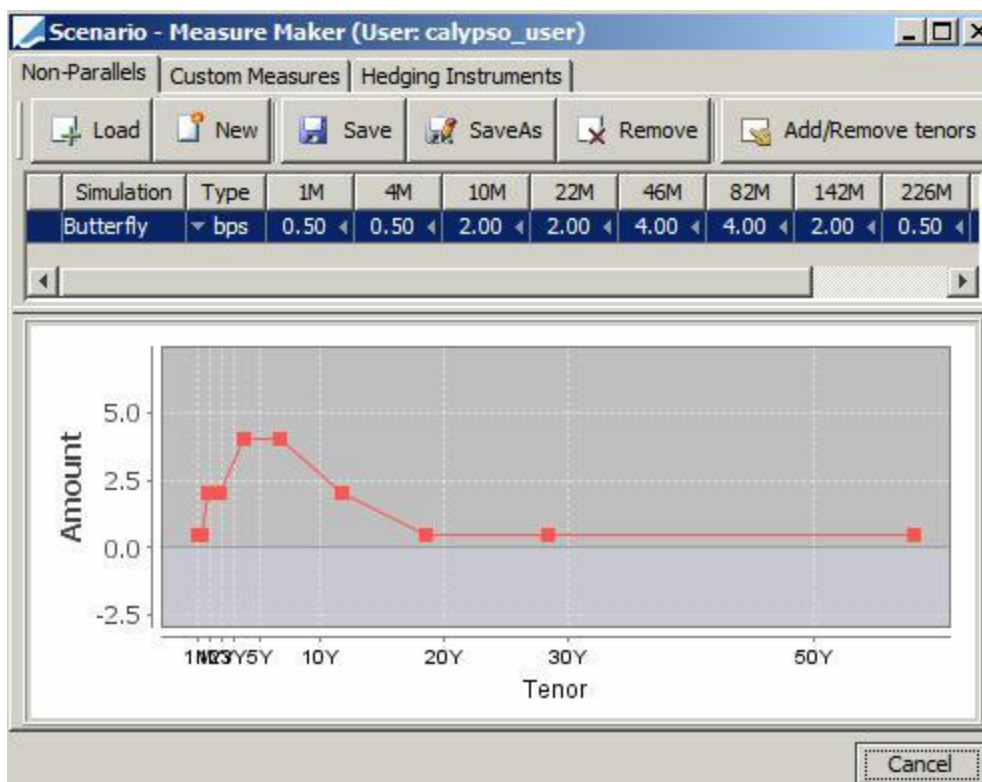 Scenario - Measure Maker (User: calypso_user)
Non-Parallels Custom Measures Hedging Instruments
Load New Save SaveAs Remove Add/Remove tenors
Simulation Type 1M 4M 10M 22M 46M 82M 142M 226M
Butterfly bps 0.50 0.50 2.00 2.00 4.00 4.00 2.00 0.50
Amount
5.0
2.5
0.0
-2.5
5Y 10Y 20Y 30Y 50Y
Tenor
Cancel